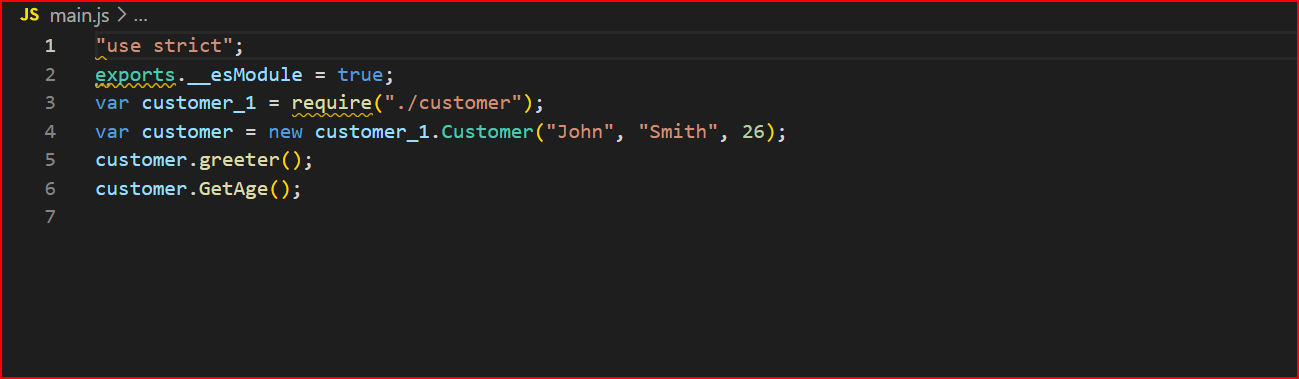 JS main.js > ...
1 "use strict";
2 exports.__esModule = true;
3 var customer_1 = require("./customer");
4 var customer = new customer_1.Customer("John", "Smith", 26);
5 customer.greeter();
6 customer.GetAge();
7